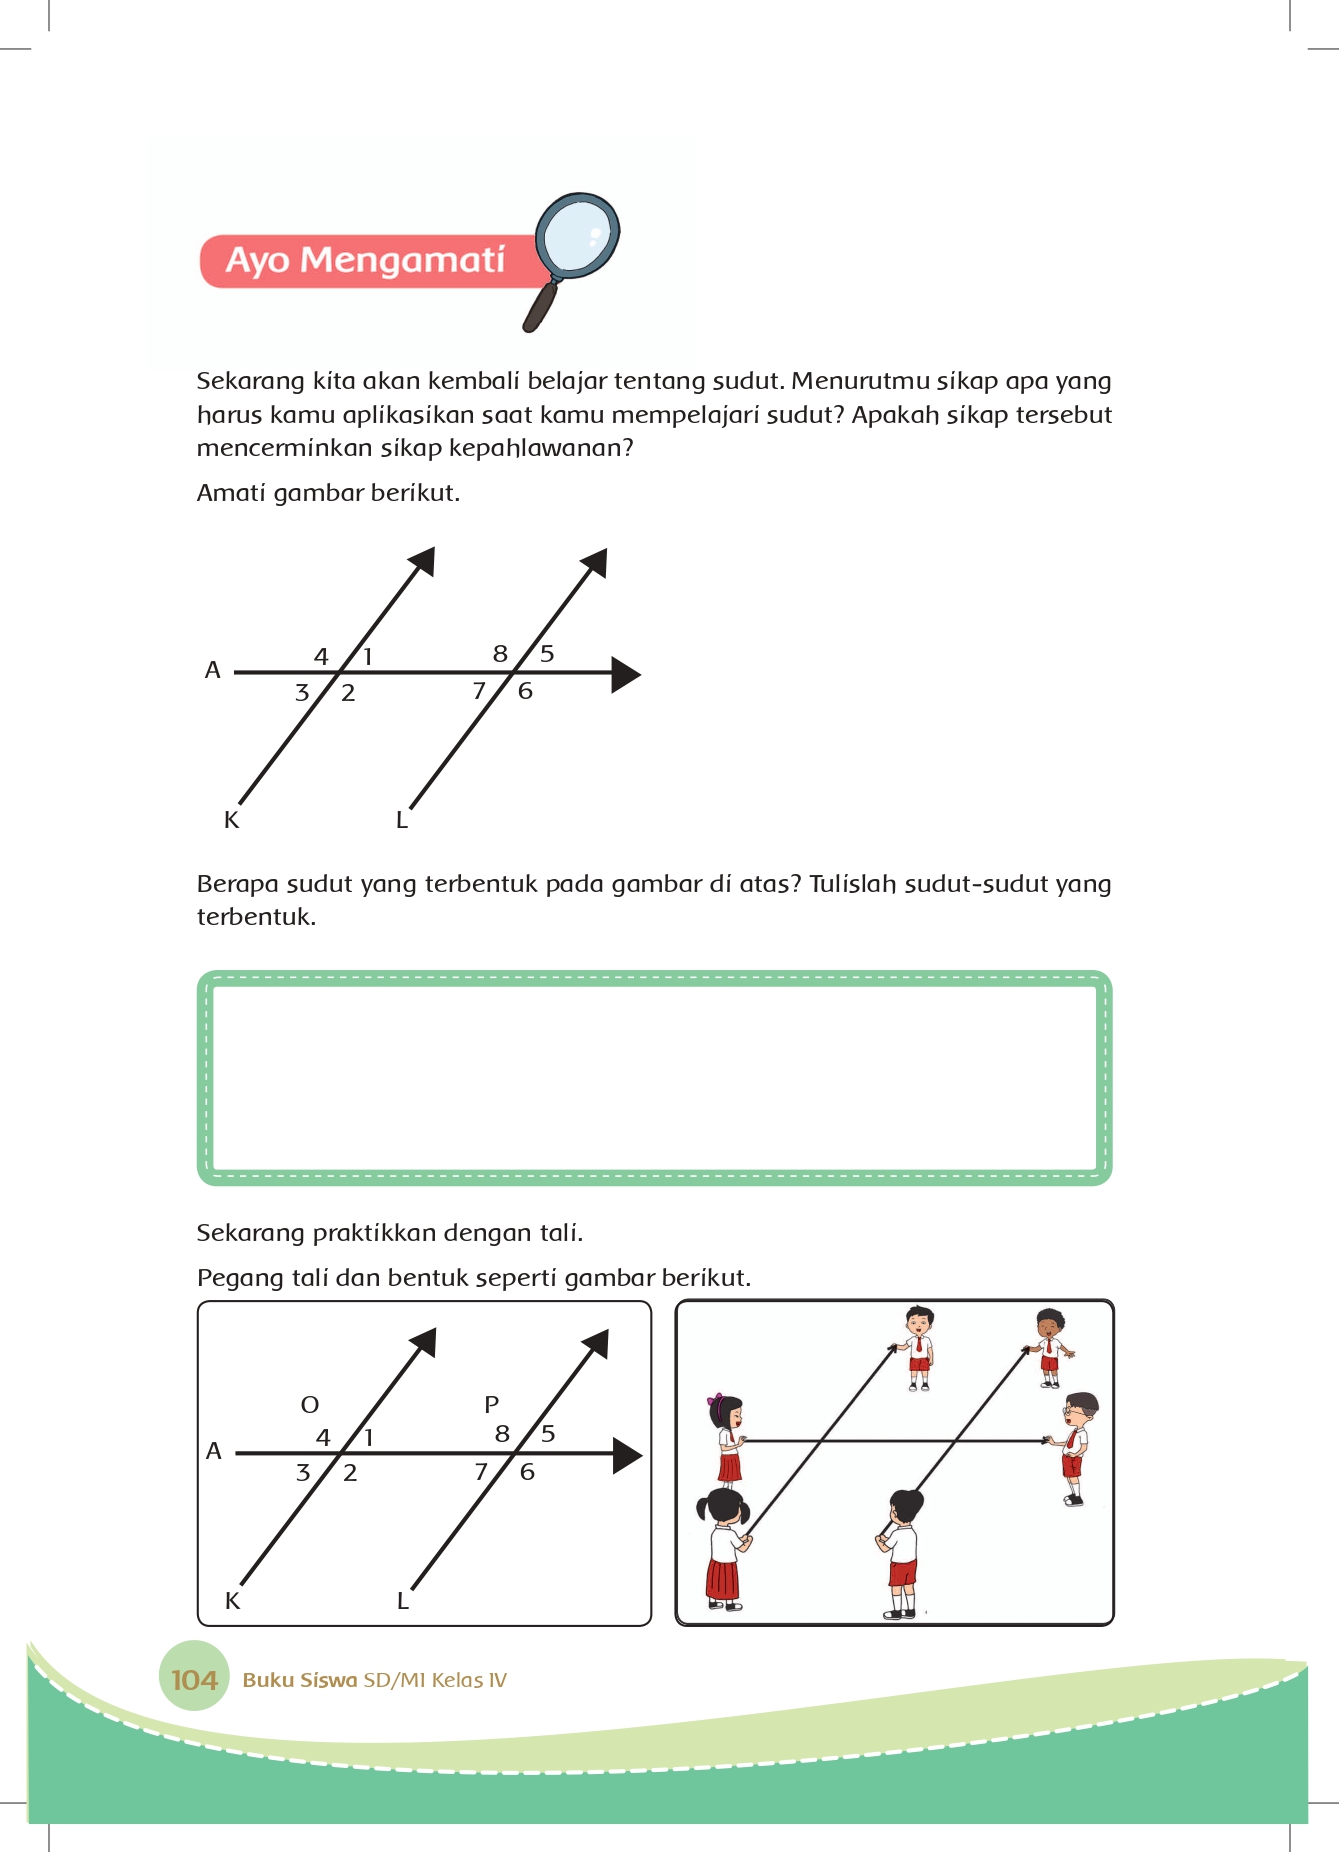 Ayo Mengamati
Sekarang kita akan kembali belajar tentang sudut. Menurutmu sikap apa yang
harus kamu aplikasikan saat kamu mempelajari sudut? Apakah sikap tersebut
mencerminkan sikap kepahlawanan?
Amati gambar berikut.
4 1 8 5
A
3 2 7 6
K L
Berapa sudut yang terbentuk pada gambar di atas? Tulislah sudut-sudut yang
terbentuk.
Sekarang praktikkan dengan tali.
Pegang tali dan bentuk seperti gambar berikut.
O P
4 1 8 5
A
3 2 7 6
K L
104 Buku Siswa SD/MI Kelas IV